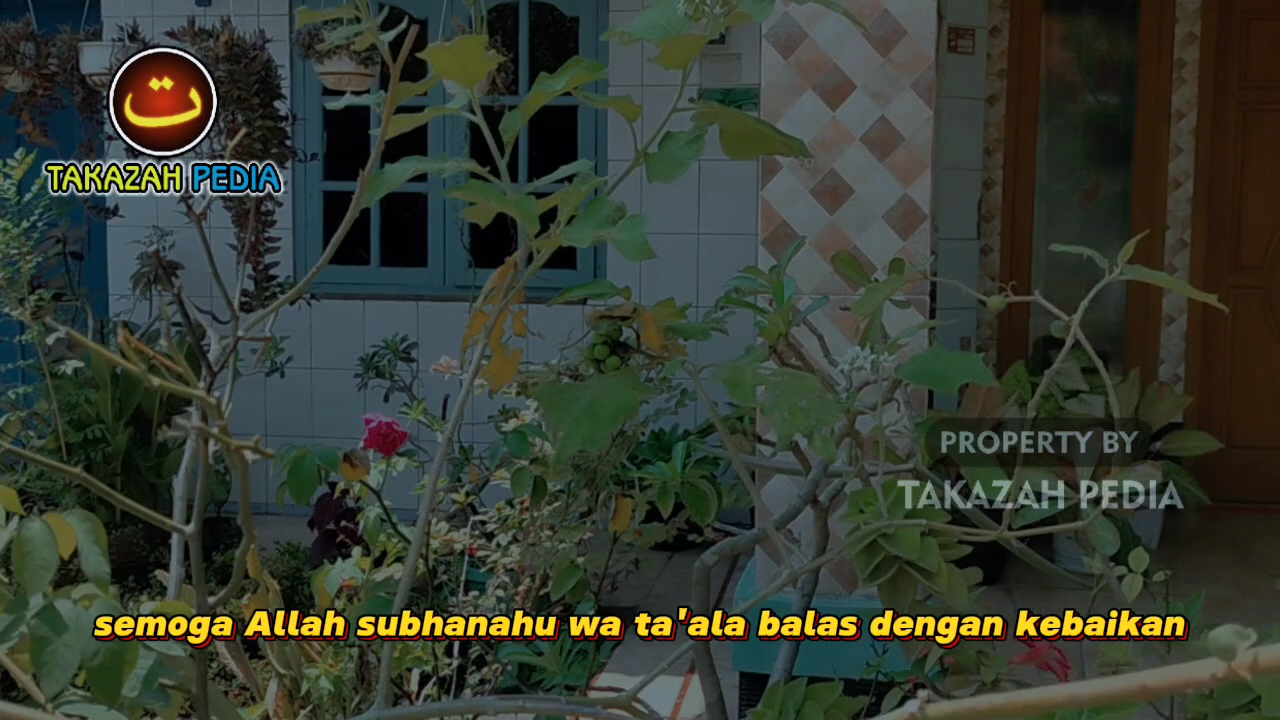 ت
TAKAZAH PEDIA
PROPERTY BY
TAKAZAH PEDIA
semoga Allah subhanahu wa ta'ala balas dengan kebaikan